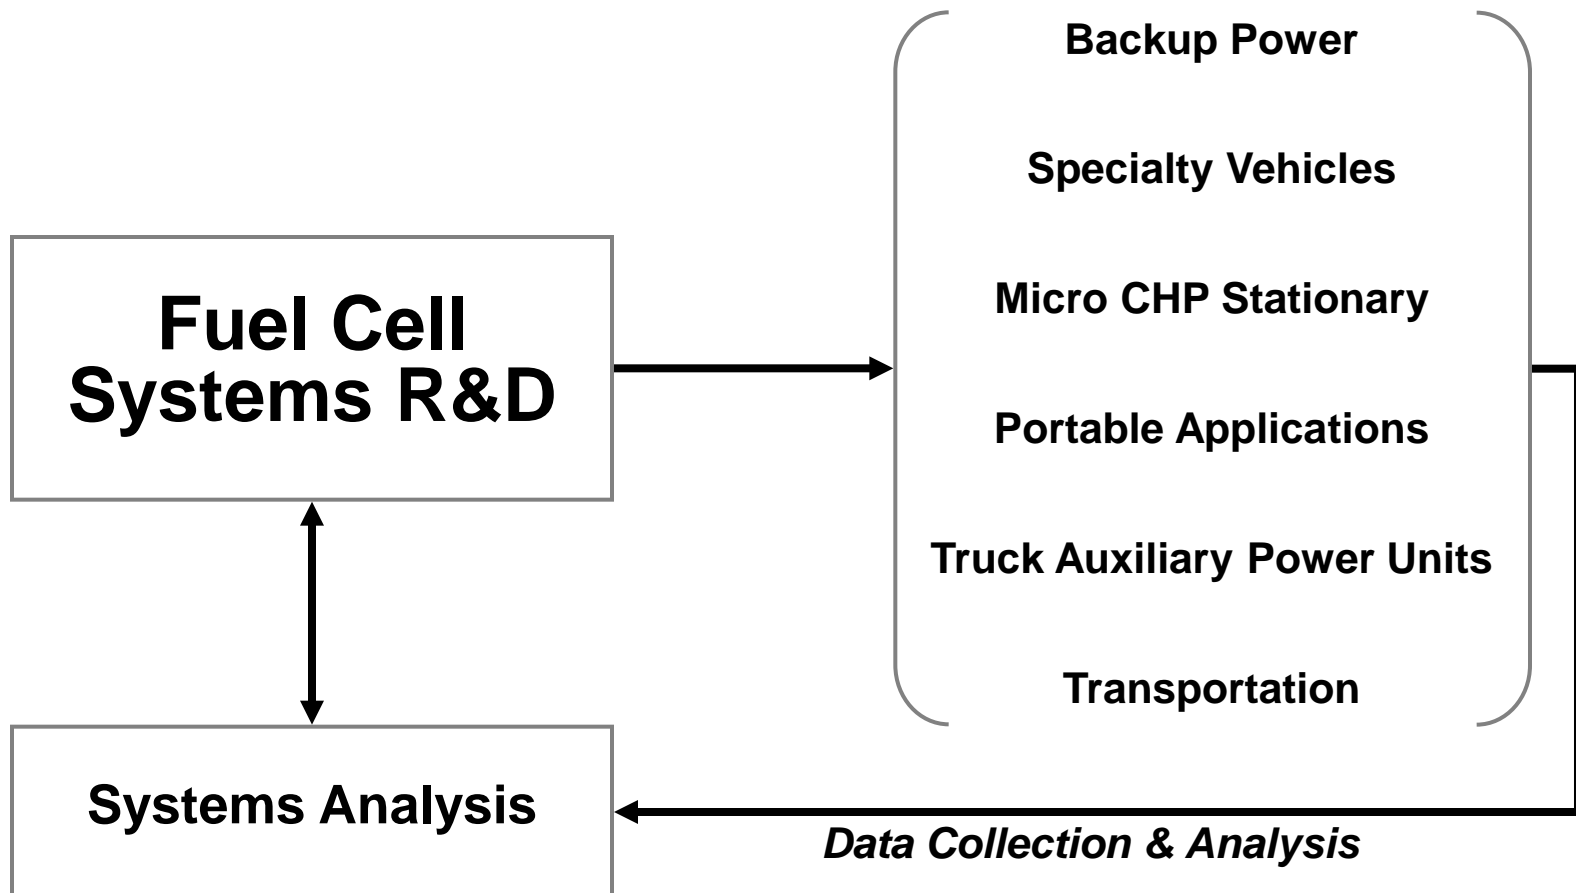 Backup Power
Specialty Vehicles
Micro CHP Stationary
Fuel Cell
Systems R&D
Portable Applications
Truck Auxiliary Power Units
Transportation
Systems Analysis
Data Collection & Analysis